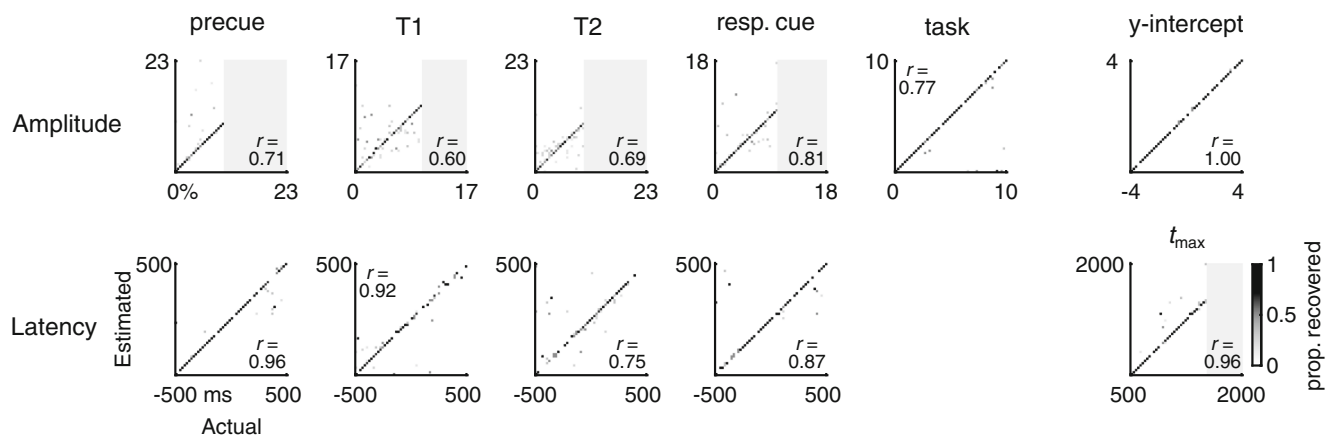 precue T1 T2 resp. cue task y-intercept
Amplitude
23 17 23 18 10 4
r = 0.71
r = 0.60
r = 0.69
r = 0.81
r = 0.77
r = 1.00
0% 23 0 17 0 23 0 18 0 10 -4 4
-4
Latency
Estimated
500 500 500 500
tmax
2000
r = 0.96
r = 0.92
r = 0.75
r = 0.87
r = 0.96
-500 ms 500 -500 500 -500 500 -500 500 500 2000
Actual
1
0.5
0
prop. recovered